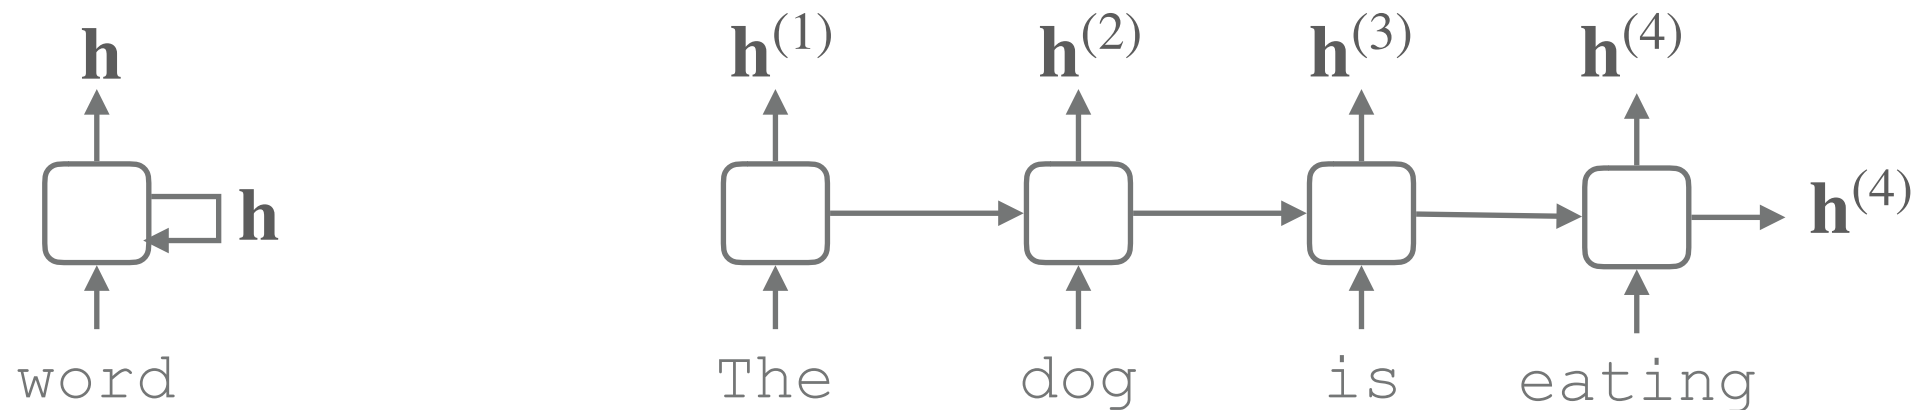 h h^(1) h^(2) h^(3) h^(4)
h h^(4)
word The dog is eating